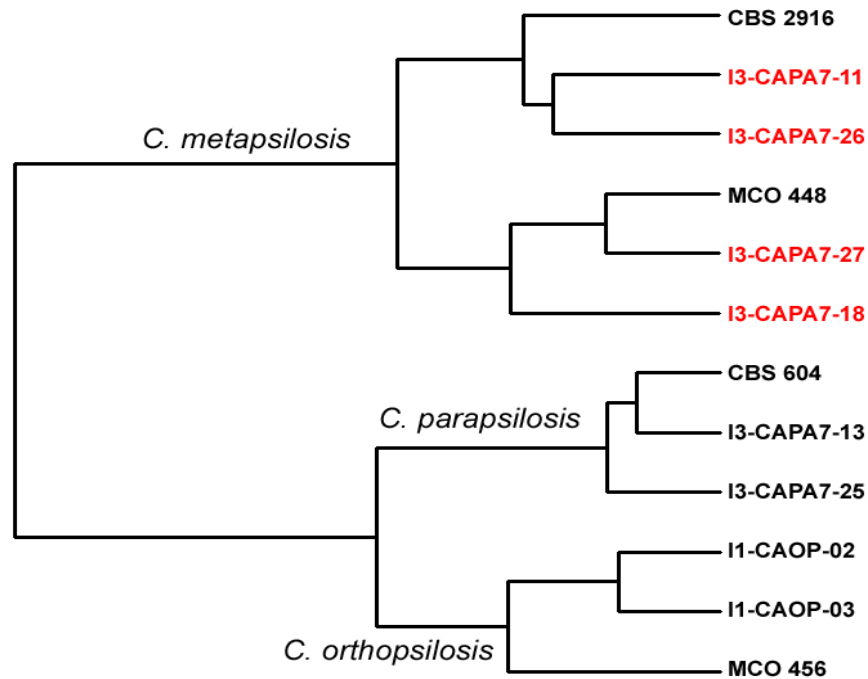 CBS 2916
I3-CAPA7-11
C. metapsilosis
I3-CAPA7-26
MCO 448
I3-CAPA7-27
I3-CAPA7-18
CBS 604
C. parapsilosis
I3-CAPA7-13
I3-CAPA7-25
I1-CAOP-02
I1-CAOP-03
C. orthopsilosis
MCO 456